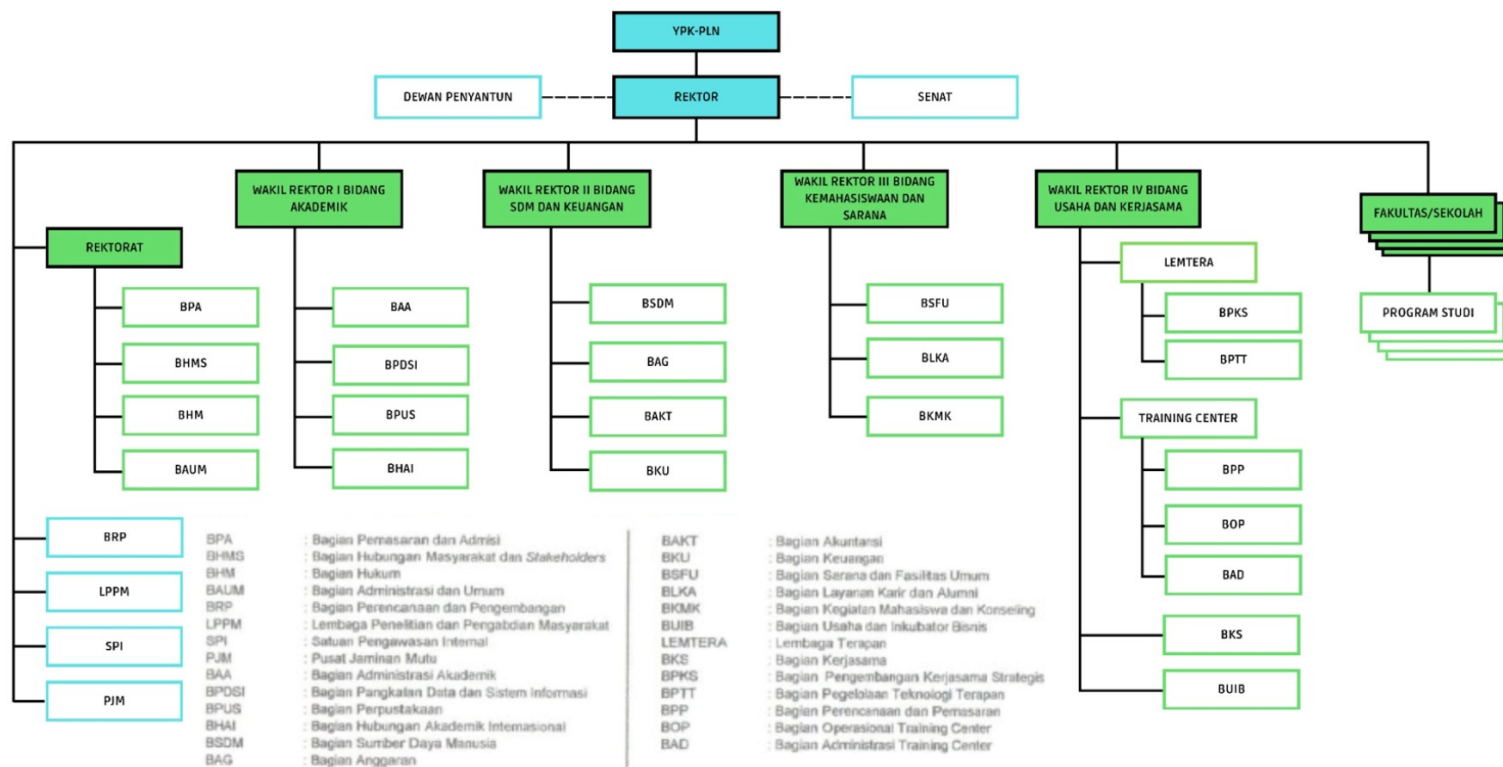 YPK-PLN
DEWAN PENYANTUN
REKTOR
SENAT
WAKIL REKTOR I BIDANG
AKADEMIK
WAKIL REKTOR II BIDANG
SDM DAN KEUANGAN
WAKIL REKTOR III BIDANG
KEMAHASISWAAN DAN
SARANA
WAKIL REKTOR IV BIDANG
USAHA DAN KERJASAMA
FAKULTAS/SEKOLAH
REKTORAT
BPA
BHMS
BHM
BAUM
BAA
BPDSI
BPUS
BHAI
BSDM
BAG
BAKT
BKU
BSFU
BLKA
BKMK
LEMTERA
BPKS
BPTT
TRAINING CENTER
BPP
BOP
BAD
BKS
BUIB
PROGRAM STUDI
BRP
LPPM
SPI
PJM
BPA : Bagian Pemasaran dan Admisi
BHMS : Bagian Hubungan Masyarakat dan Stakeholders
BHM : Bagian Hukum
BAUM : Bagian Administrasi dan Umum
BRP : Bagian Perencanaan dan Pengembangan
LPPM : Lembaga Penelitian dan Pengabdian Masyarakat
SPI : Satuan Pengawasan Internal
PJM : Pusat Jaminan Mutu
BAA : Bagian Administrasi Akademik
BPDSI : Bagian Pangkalan Data dan Sistem Informasi
BPUS : Bagian Perpustakaan
BHAI : Bagian Hubungan Akademik Internasional
BSDM : Bagian Sumber Daya Manusia
BAG : Bagian Anggaran
BAKT : Bagian Akuntansi
BKU : Bagian Keuangan
BSFU : Bagian Sarana dan Fasilitas Umum
BLKA : Bagian Layanan Karir dan Alumni
BKMK : Bagian Kegiatan Mahasiswa dan Konseling
BUIB : Bagian Usaha dan Inkubator Bisnis
LEMTERA : Lembaga Terapan
BKS : Bagian Kerjasama
BPKS : Bagian Pengembangan Kerjasama Strategis
BPTT : Bagian Pegelolaan Teknologi Terapan
BPP : Bagian Perencanaan dan Pemasaran
BOP : Bagian Operasional Training Center
BAD : Bagian Administrasi Training Center